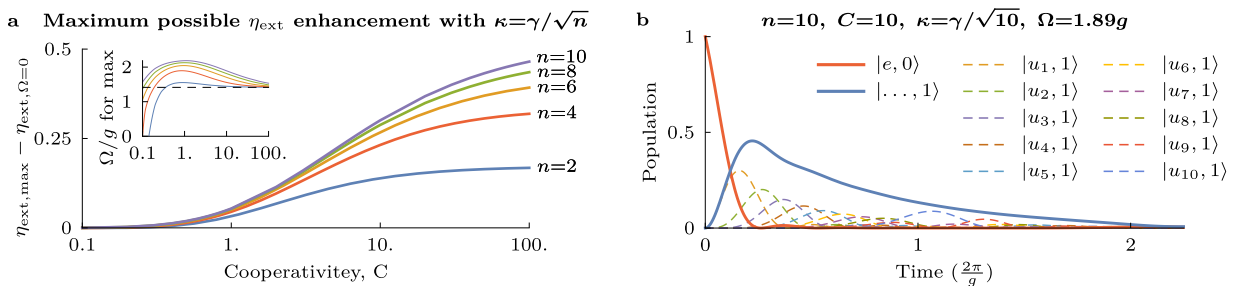 a Maximum possible η_ext enhancement with κ=γ/√n
η_ext,max − η_ext,Ω=0
0.5
0.25
0
0.1
1.
10.
100.
Cooperativitey, C
n=10
n=8
n=6
n=4
n=2
Ω/g for max
2
1
0
0.1
1.
10.
100.
b n=10, C=10, κ=γ/√10, Ω=1.89g
Population
1
0.5
0
0
1
2
Time (2π/g)
|e, 0⟩
|..., 1⟩
|u₁, 1⟩
|u₂, 1⟩
|u₃, 1⟩
|u₄, 1⟩
|u₅, 1⟩
|u₆, 1⟩
|u₇, 1⟩
|u₈, 1⟩
|u₉, 1⟩
|u₁₀, 1⟩